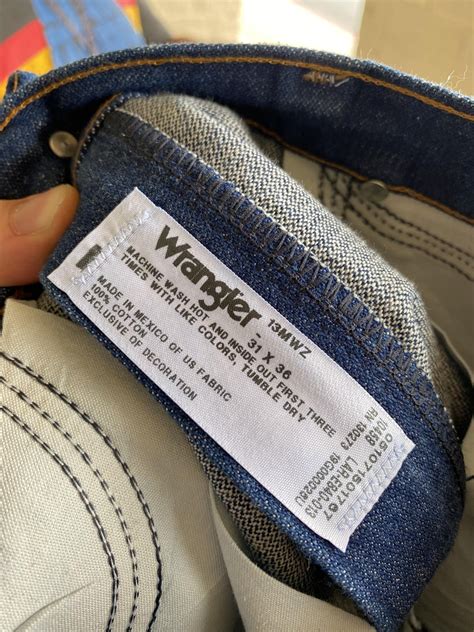 Wrangler
13MWZ
31 X 36
MACHINE WASH HOT AND INSIDE OUT FIRST THREE
TIMES WITH LIKE COLORS, TUMBLE DRY
MADE IN MEXICO OF US FABRIC
100% COTTON
EXCLUSIVE OF DECORATION
RN 130273